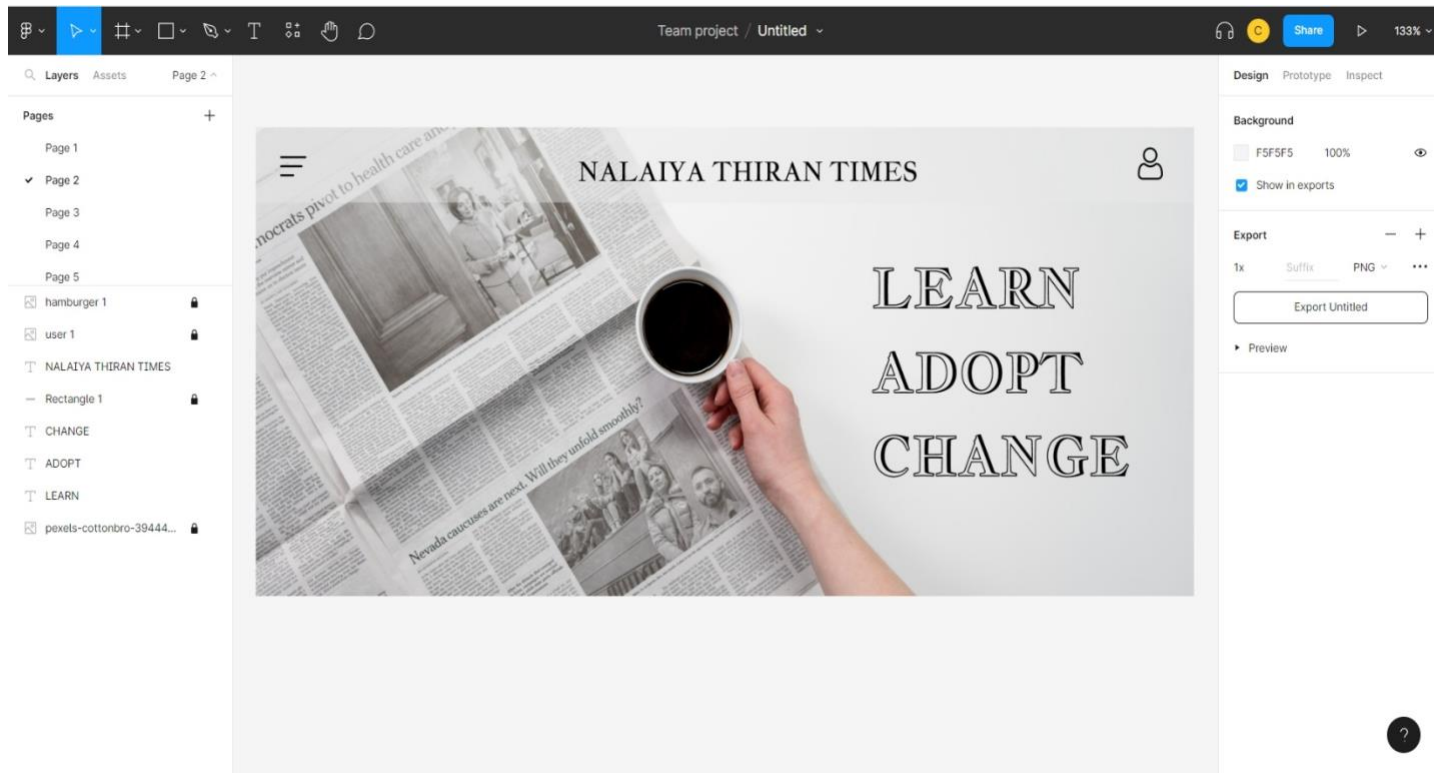 Team project / Untitled
C
Share
133%
Layers Assets Page 2
Pages
Page 1
Page 2
Page 3
Page 4
Page 5
hamburger 1
user 1
NALAIYA THIRAN TIMES
Rectangle 1
CHANGE
ADOPT
LEARN
pexels-cottonbro-39444...
NALAIYA THIRAN TIMES
LEARN
ADOPT
CHANGE
mocrats pivot to health care and
Nevada caucuses are next. Will they unfold smoothly?
Design Prototype Inspect
Background
F5F5F5 100%
Show in exports
Export
1x Suffix PNG
Export Untitled
Preview
?